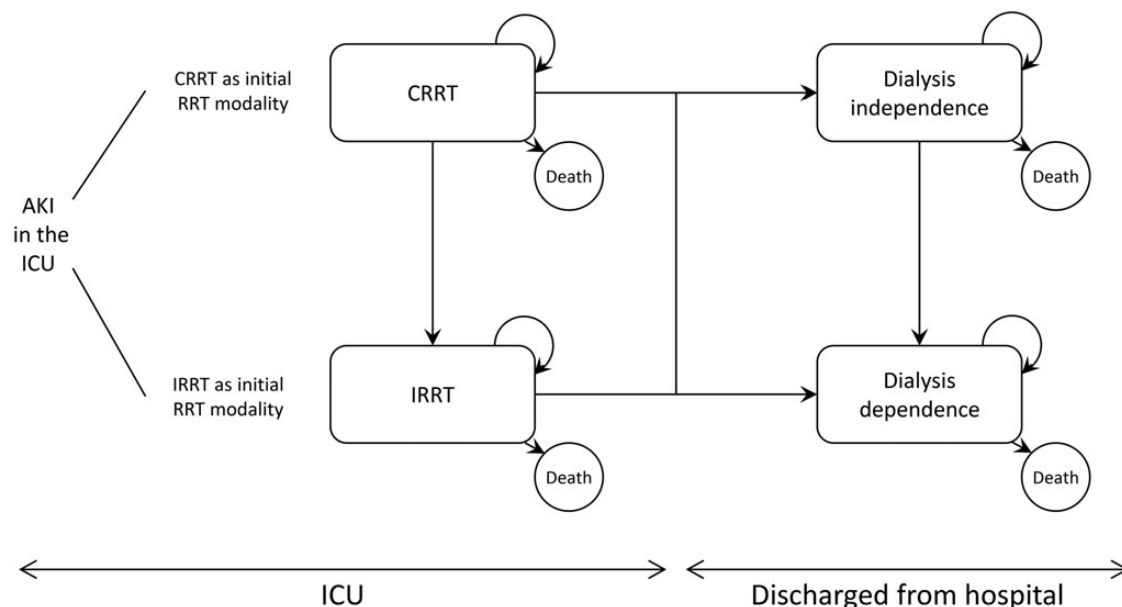 CRRT as initial
RRT modality
CRRT
Dialysis
independence
Death
Death
AKI
in the
ICU
IRRT as initial
RRT modality
IRRT
Dialysis
dependence
Death
Death
ICU
Discharged from hospital